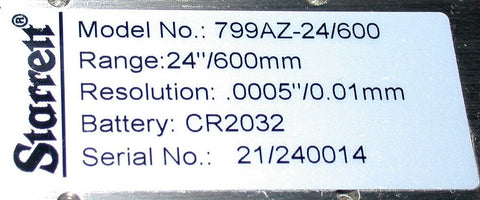 Starrett®
Model No.: 799AZ-24/600
Range:24"/600mm
Resolution: .0005"/0.01mm
Battery: CR2032
Serial No.: 21/240014